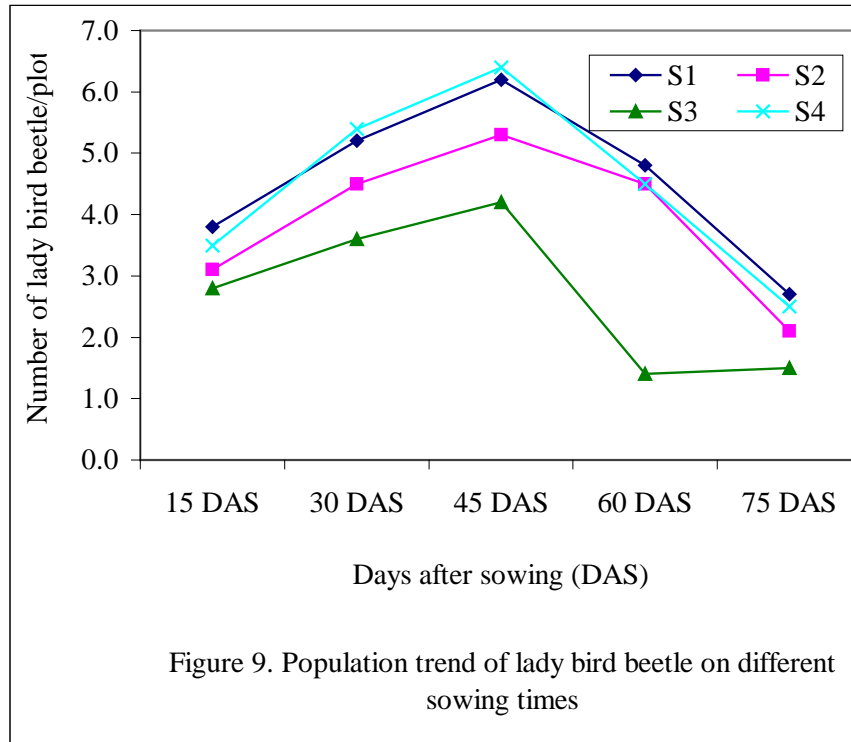 7.0
6.0
5.0
4.0
3.0
2.0
1.0
0.0
Number of lady bird beetle/plot
S1 S2
S3 S4
15 DAS 30 DAS 45 DAS 60 DAS 75 DAS
Days after sowing (DAS)
Figure 9. Population trend of lady bird beetle on different
sowing times